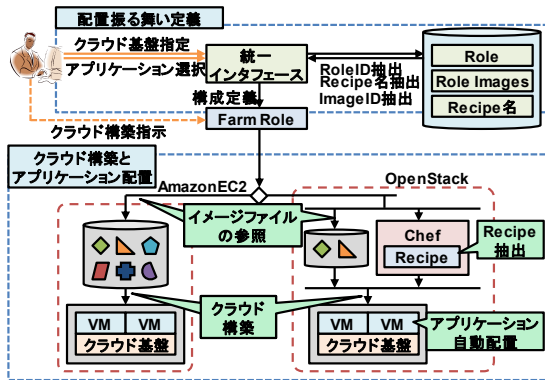 配置振る舞い定義
クラウド基盤指定
アプリケーション選択
統一
インタフェース
RoleID抽出
Recipe名抽出
ImageID抽出
Role
Role Images
Recipe名
構成定義
Farm Role
クラウド構築指示
クラウド構築と
アプリケーション配置
AmazonEC2
OpenStack
イメージファイル
の参照
Chef
Recipe
Recipe
抽出
クラウド
構築
VM VM
クラウド基盤
VM VM
クラウド基盤
アプリケーション
自動配置